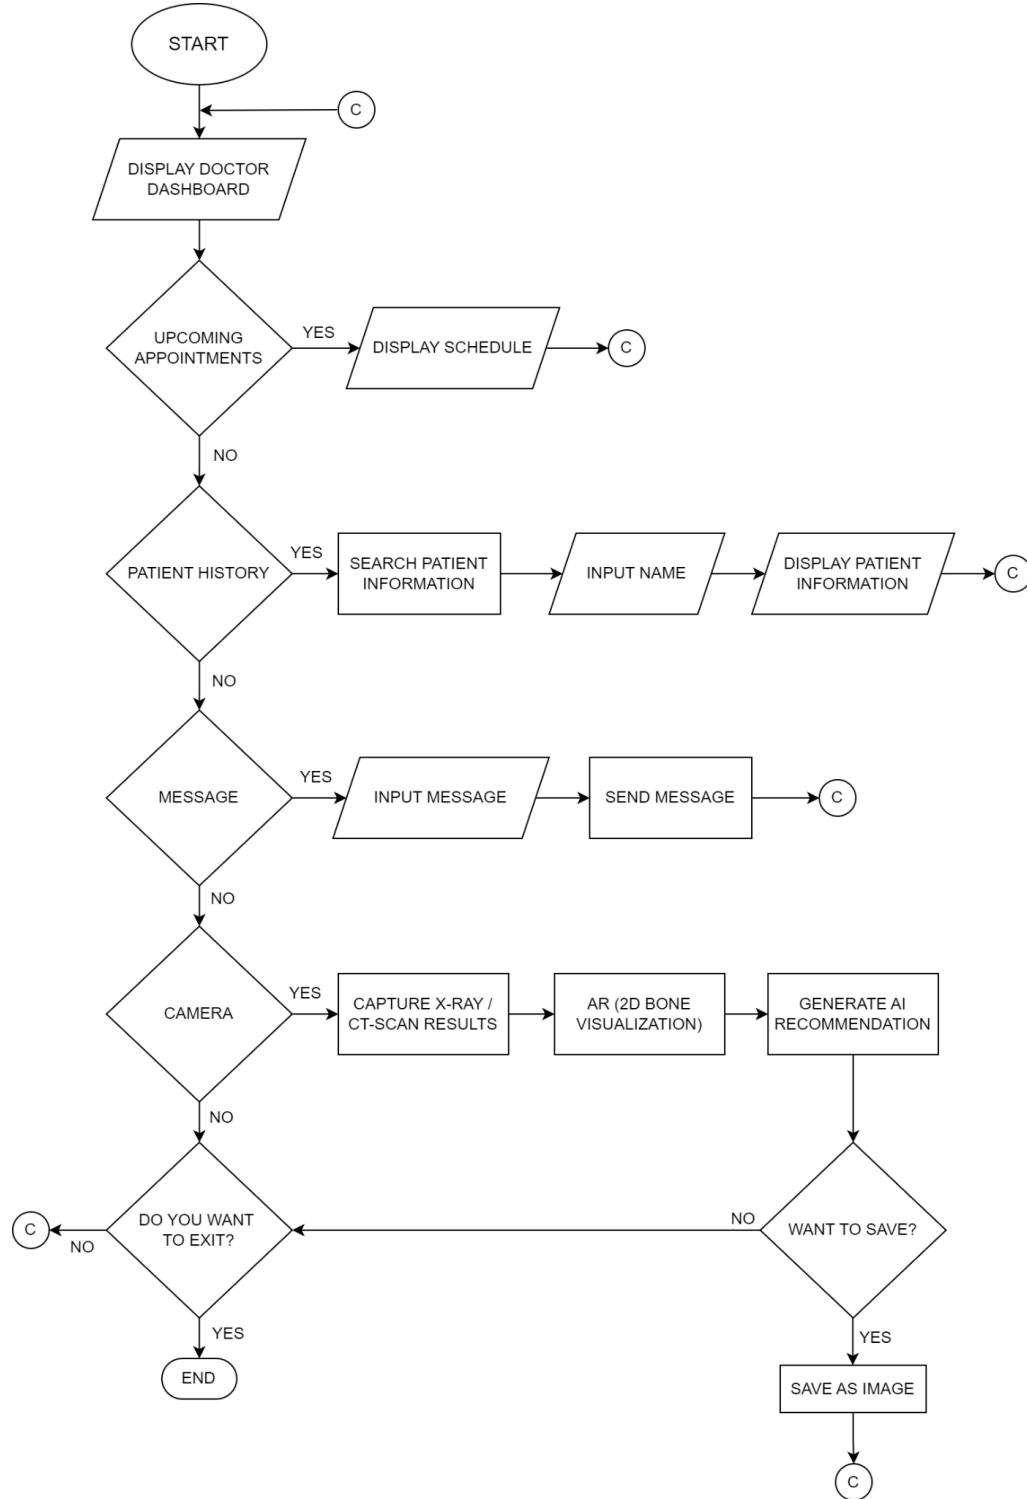 START
C
DISPLAY DOCTOR
DASHBOARD
UPCOMING
APPOINTMENTS
YES
DISPLAY SCHEDULE
C
NO
PATIENT HISTORY
YES
SEARCH PATIENT
INFORMATION
INPUT NAME
DISPLAY PATIENT
INFORMATION
C
NO
MESSAGE
YES
INPUT MESSAGE
SEND MESSAGE
C
NO
CAMERA
YES
CAPTURE X-RAY /
CT-SCAN RESULTS
AR (2D BONE
VISUALIZATION)
GENERATE AI
RECOMMENDATION
NO
C
NO
DO YOU WANT
TO EXIT?
NO
WANT TO SAVE?
YES
END
YES
SAVE AS IMAGE
C